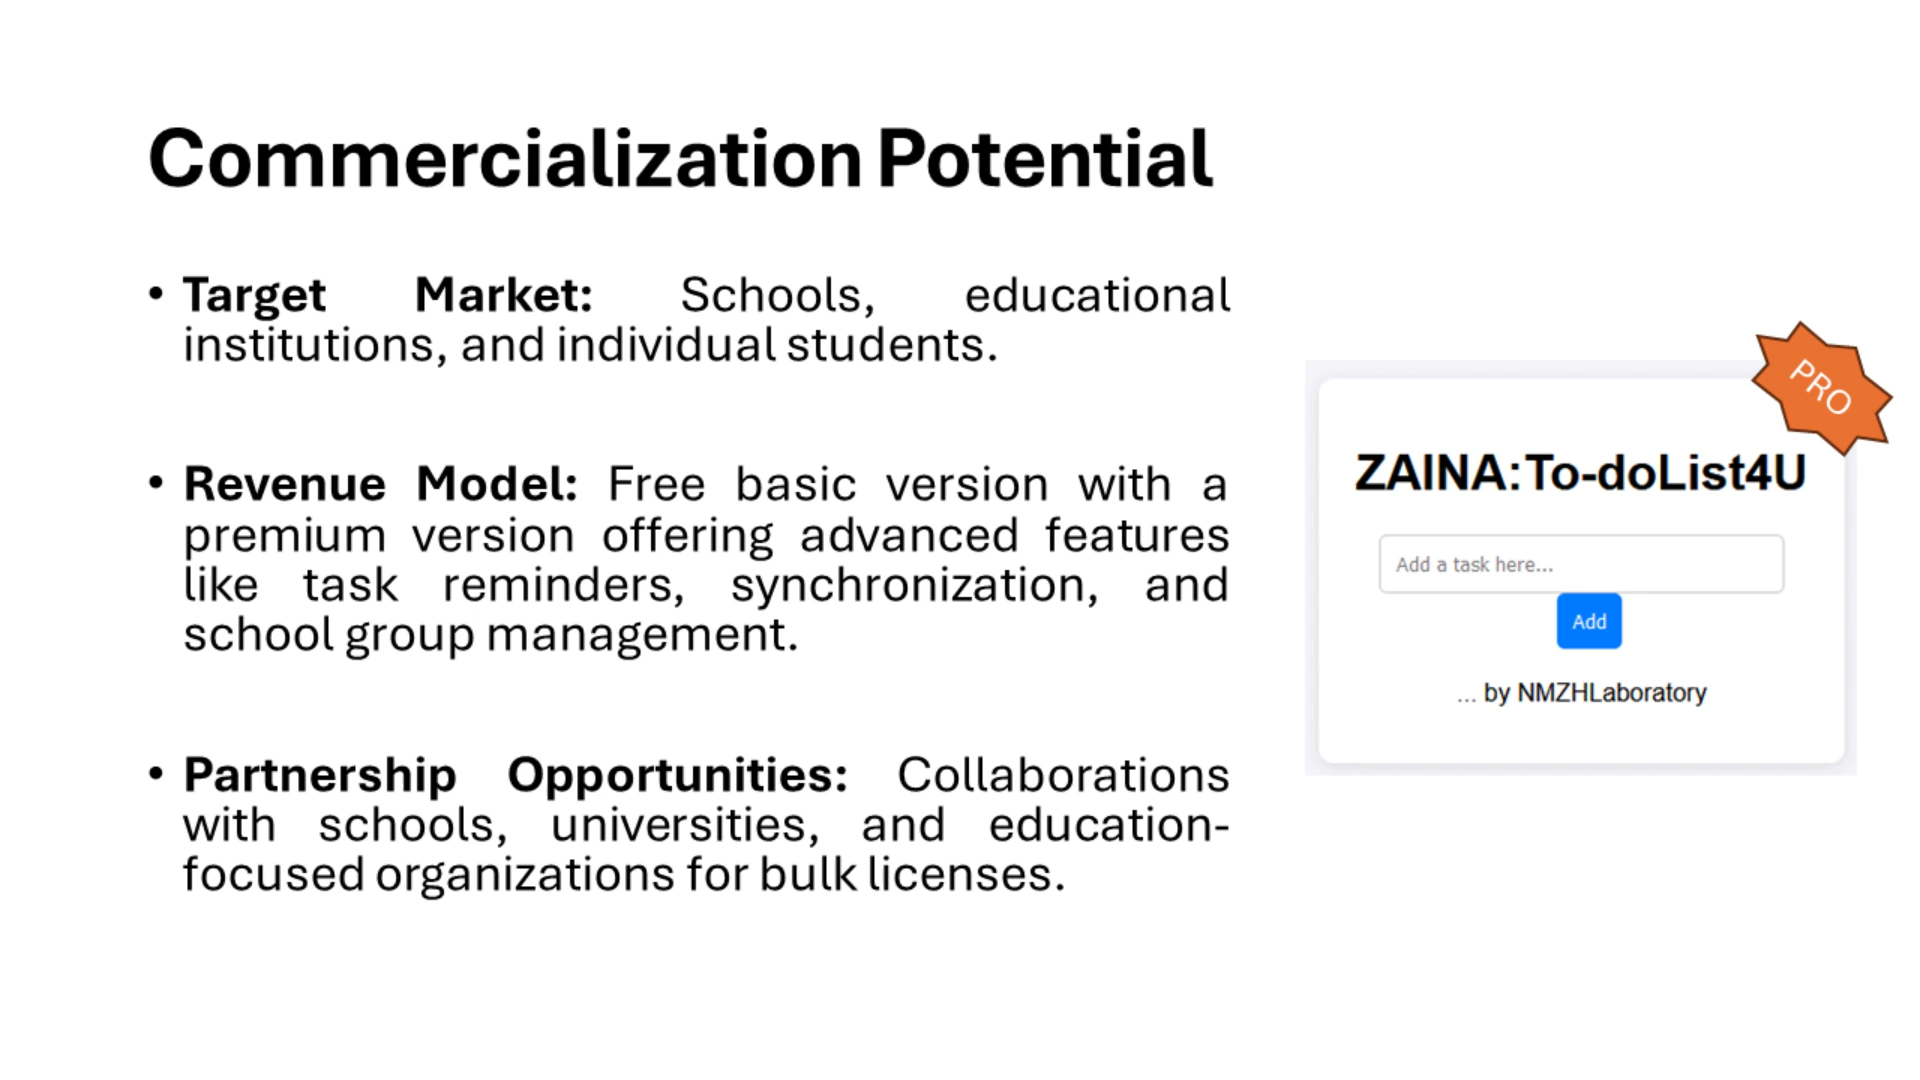 Commercialization Potential
• Target Market: Schools, educational
institutions, and individual students.
• Revenue Model: Free basic version with a
premium version offering advanced features
like task reminders, synchronization, and
school group management.
• Partnership Opportunities: Collaborations
with schools, universities, and education-
focused organizations for bulk licenses.
PRO
ZAINA:To-doList4U
Add a task here...
Add
... by NMZHLaboratory